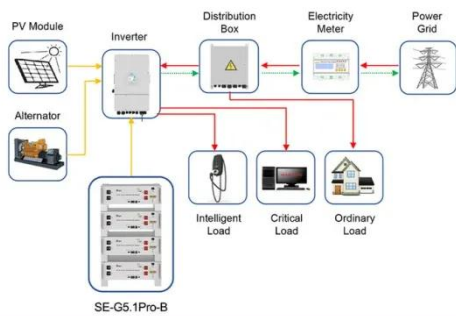 PV Module
Inverter
Distribution
Box
Electricity
Meter
Power
Grid
Alternator
Intelligent
Load
Critical
Load
Ordinary
Load
SE-G5.1Pro-B